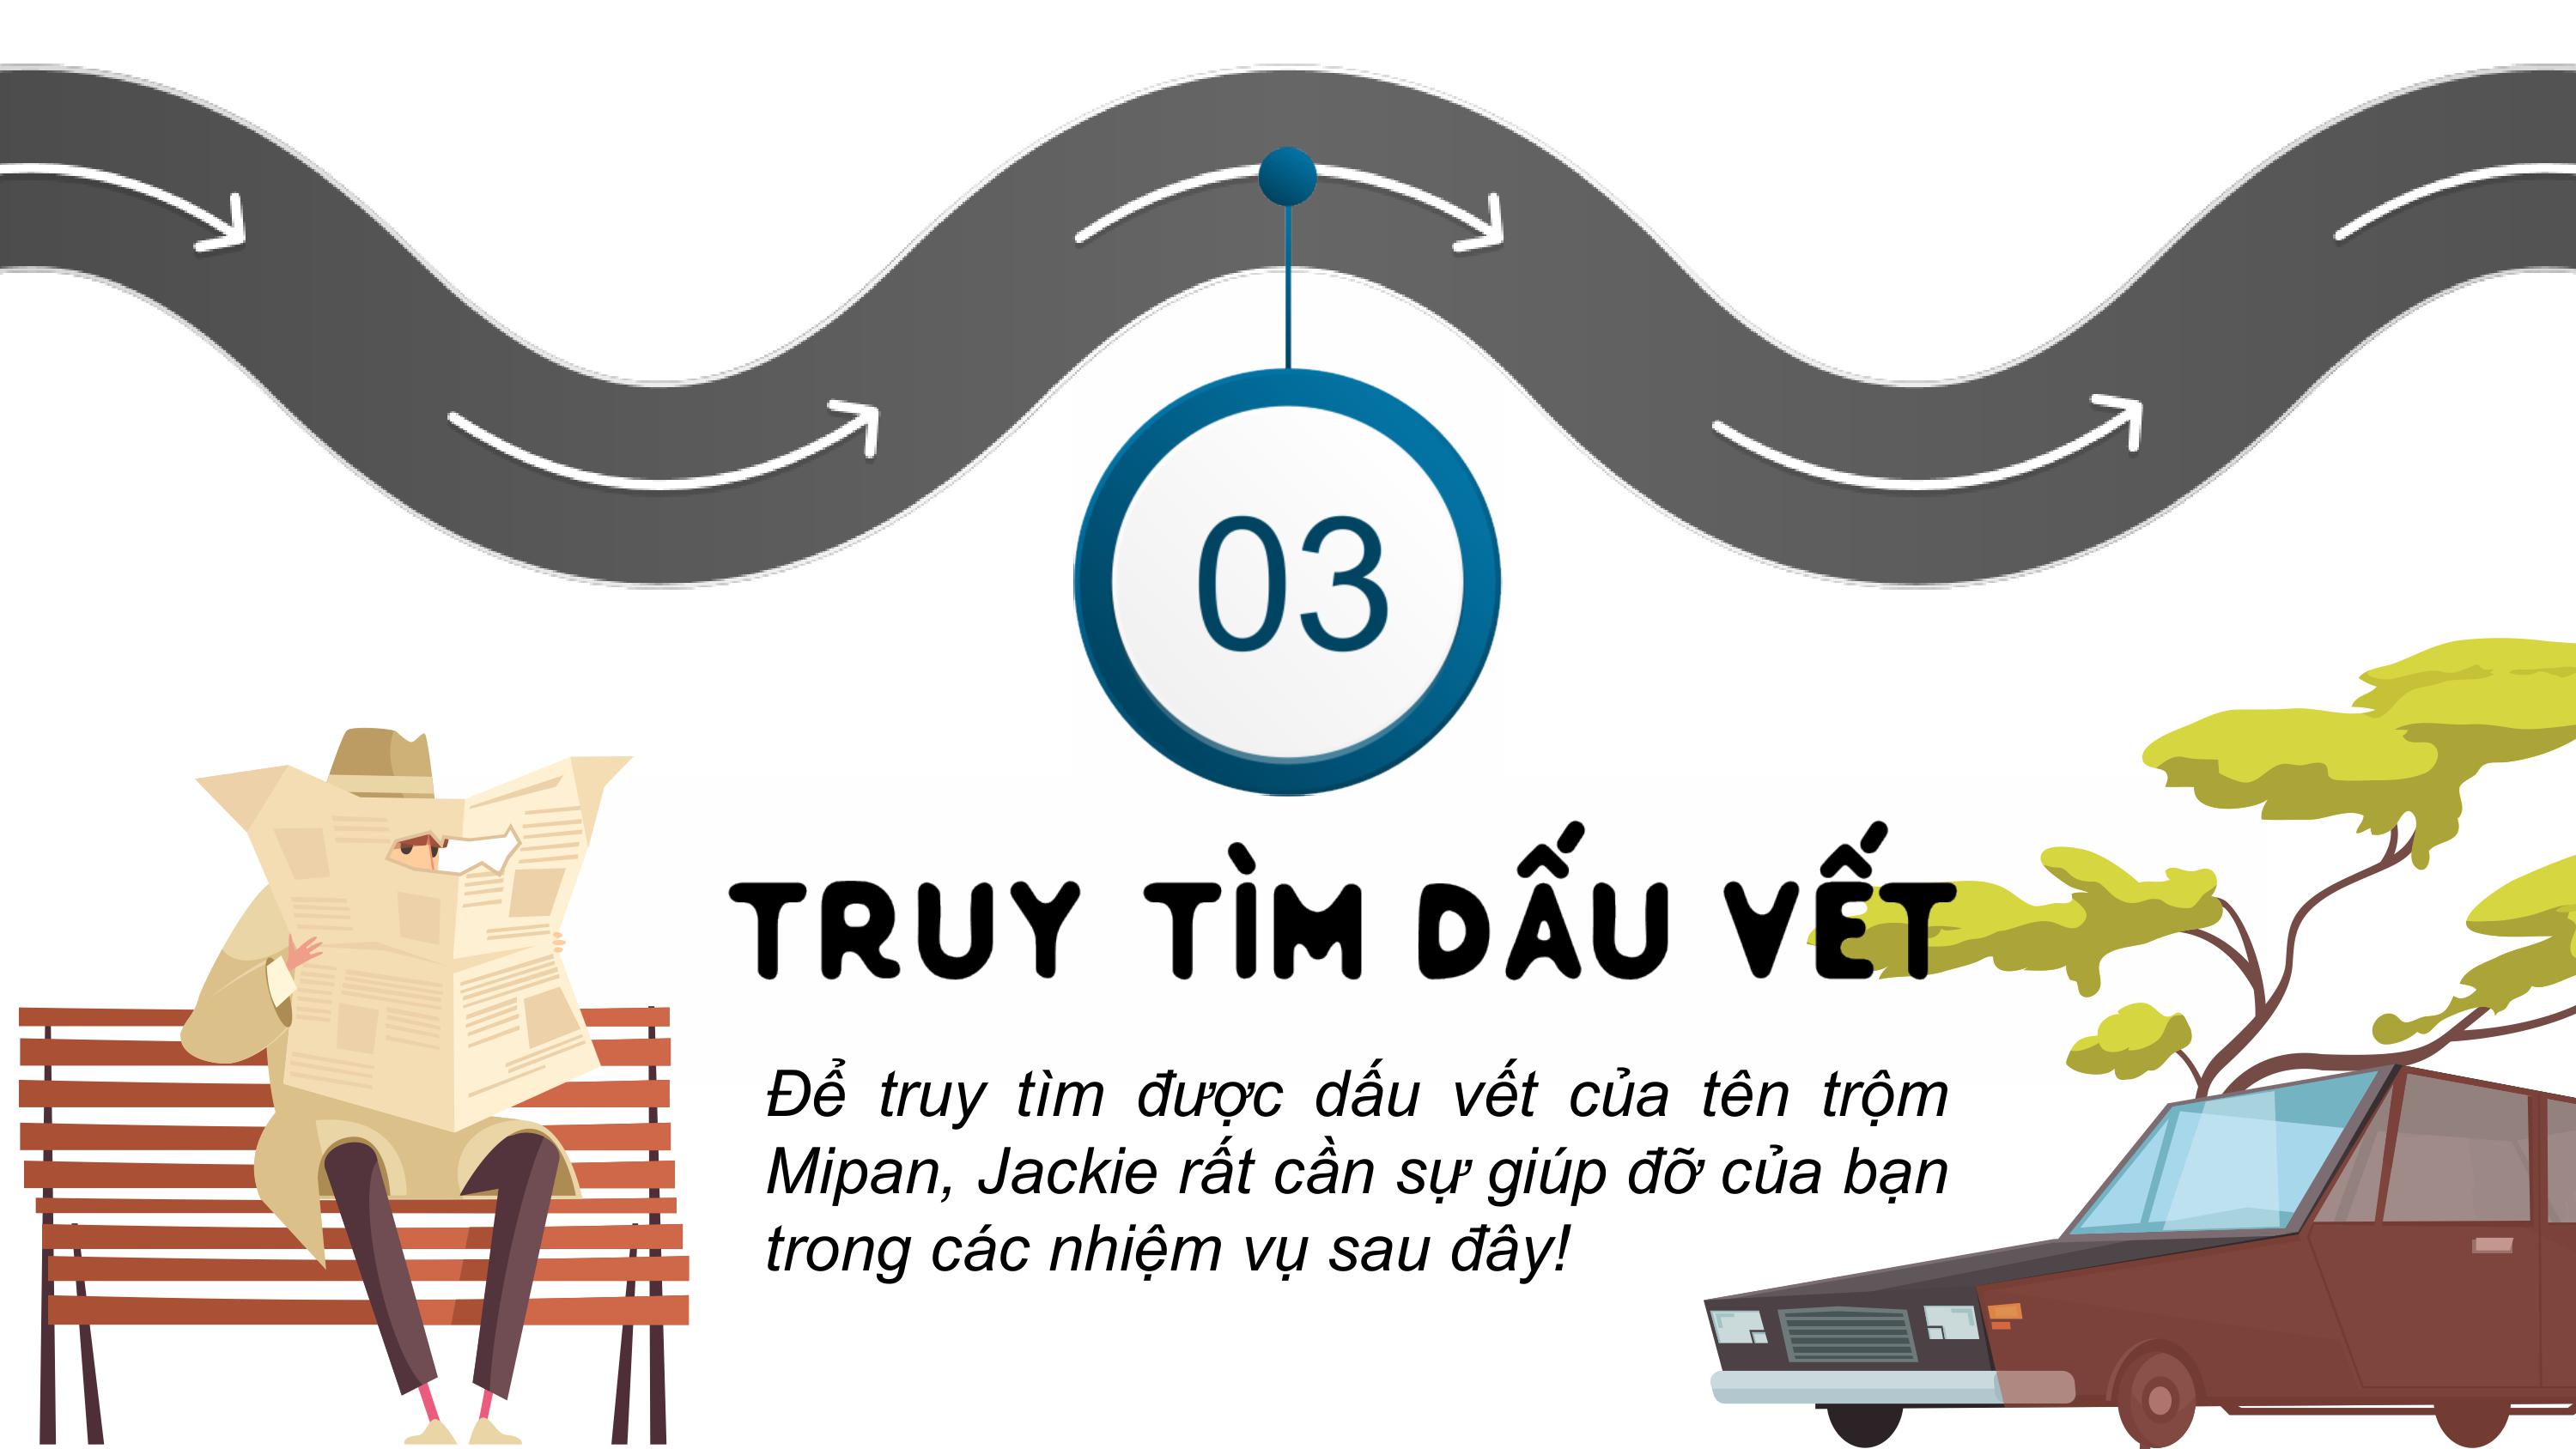 03
TRUY TÌM DẤU VẾT
Để truy tìm được dấu vết của tên trộm
Mipan, Jackie rất cần sự giúp đỡ của bạn
trong các nhiệm vụ sau đây!